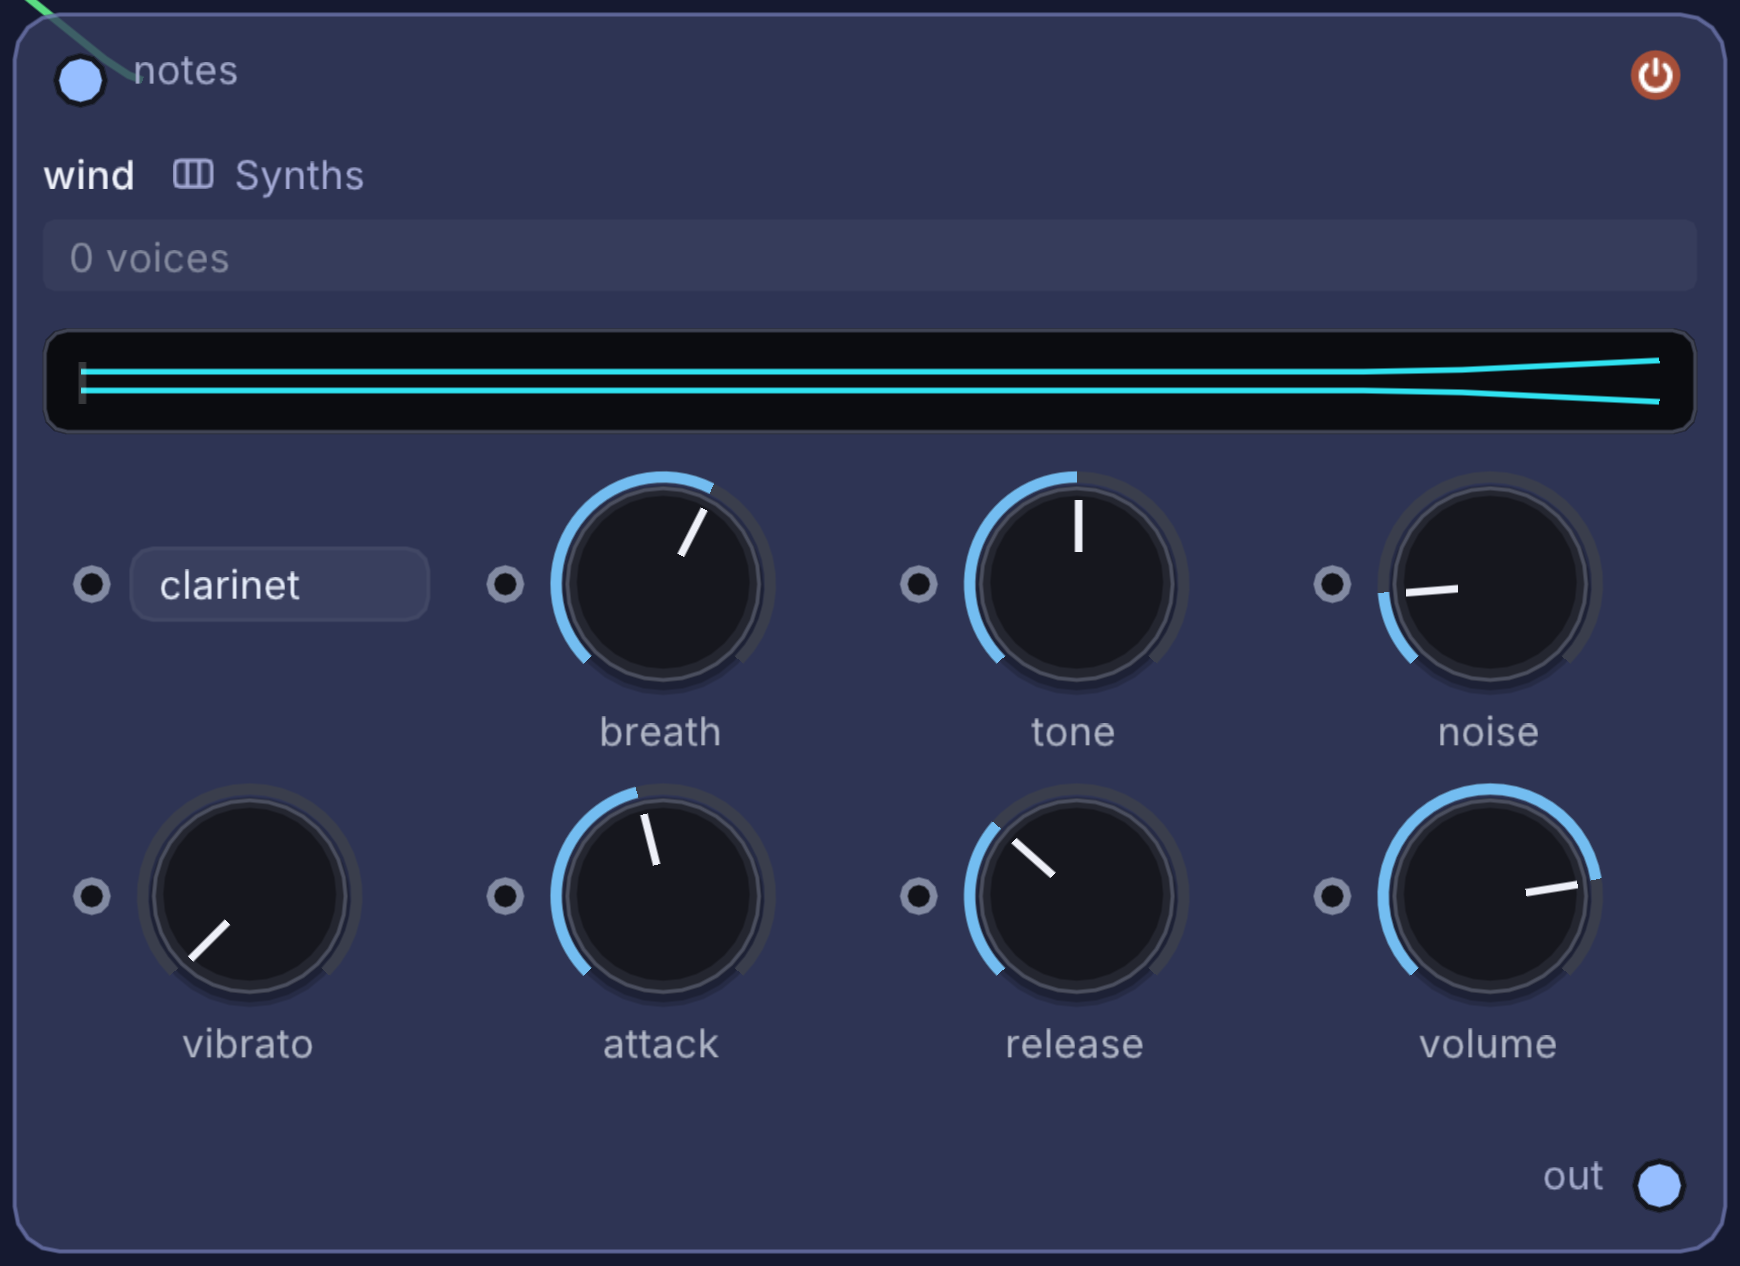 notes
wind Synths
0 voices
clarinet
breath tone noise
vibrato attack release volume
out